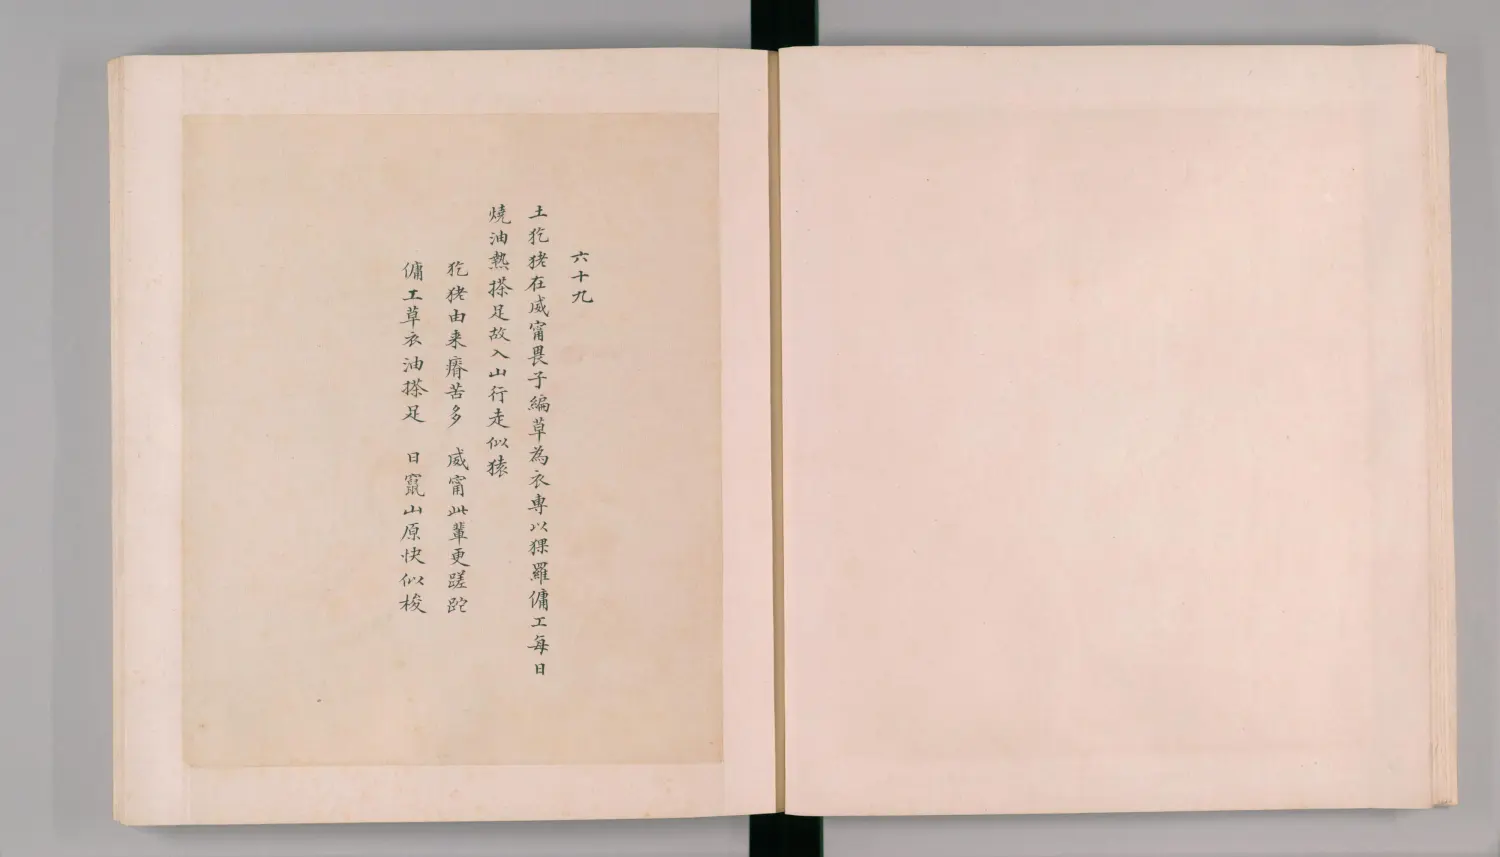 六十九
土犵狫在威甯畏子編草為衣専以猓羅傭工每日
燒油熱搽足故入山行走似猿
犵狫由来瘠苦多　威甯此輩更蹉跎
傭工草衣油搽足　日竄山原快似梭